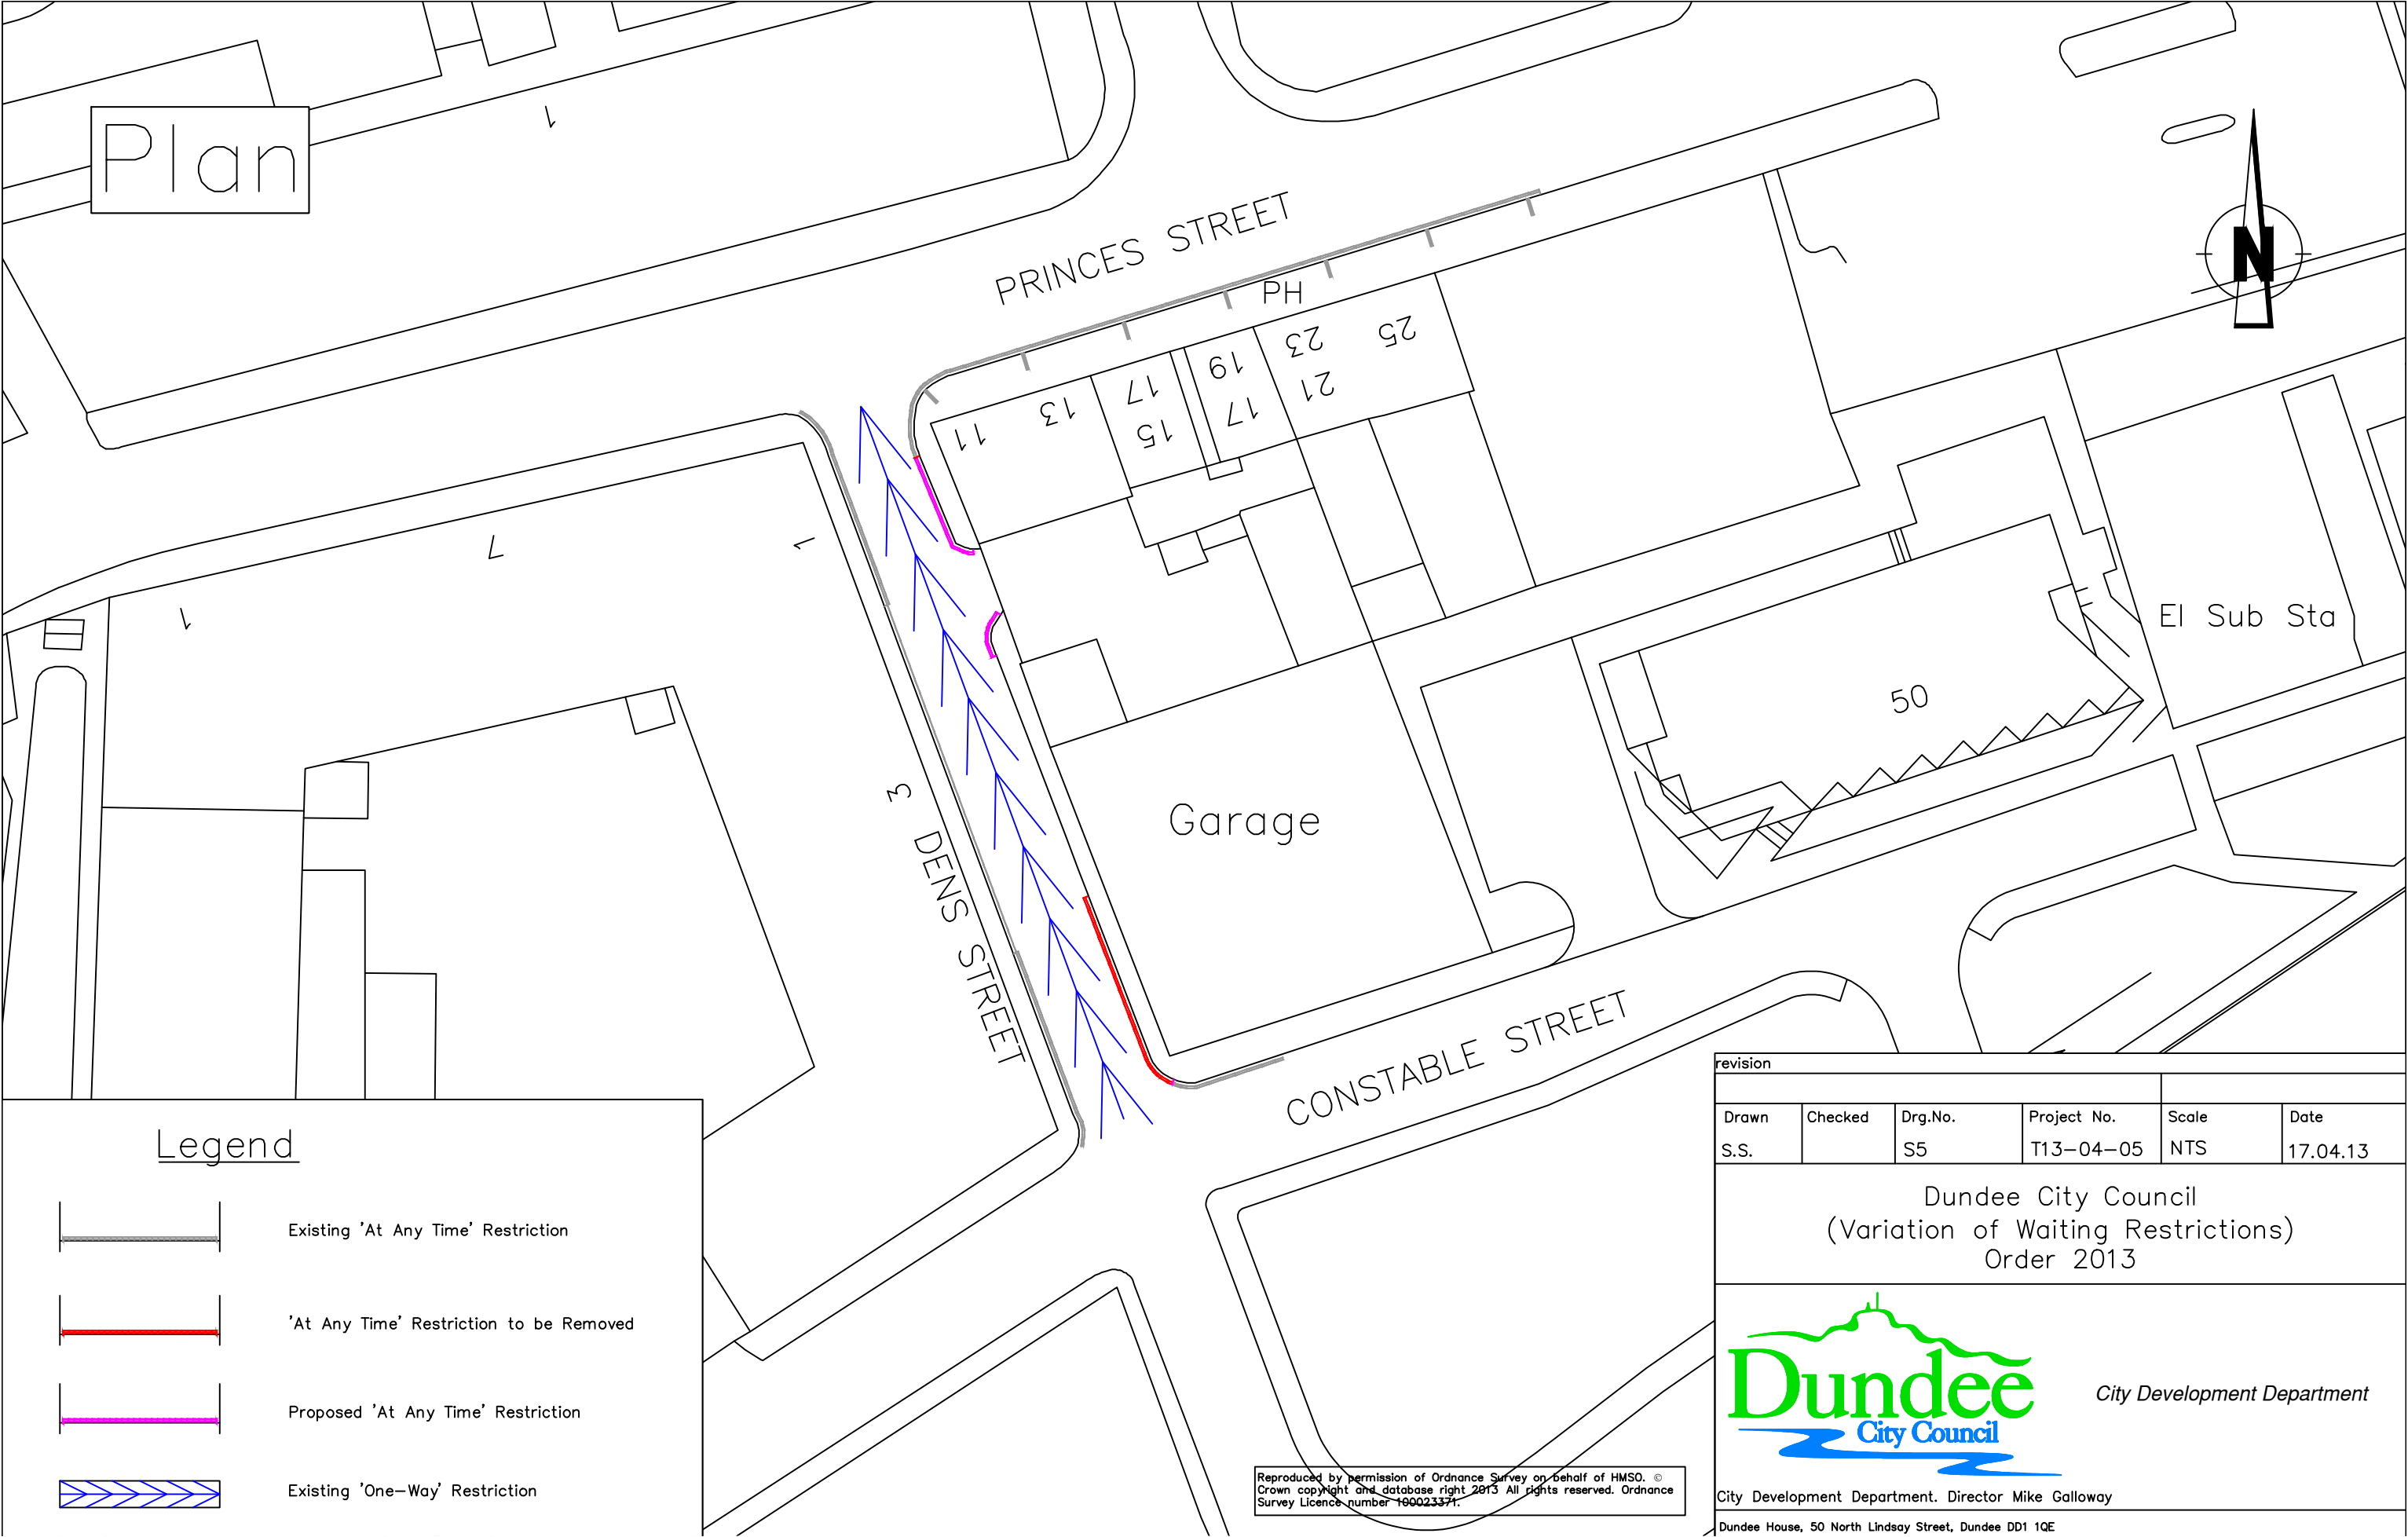 Plan
1
PRINCES STREET
PH
N
11
13
17
15
19
17
23
21
25
7
1
1
El Sub Sta
50
3
Garage
DENS STREET
CONSTABLE STREET
Legend
Existing 'At Any Time' Restriction
'At Any Time' Restriction to be Removed
Proposed 'At Any Time' Restriction
Existing 'One-Way' Restriction
Reproduced by permission of Ordnance Survey on behalf of HMSO. ©
Crown copyright and database right 2013 All rights reserved. Ordnance
Survey Licence number 100023371.
revision
Drawn Checked Drg.No. Project No. Scale Date
S.S. S5 T13-04-05 NTS 17.04.13
Dundee City Council
(Variation of Waiting Restrictions)
Order 2013
Dundee
City Council
City Development Department
City Development Department. Director Mike Galloway
Dundee House, 50 North Lindsay Street, Dundee DD1 1QE